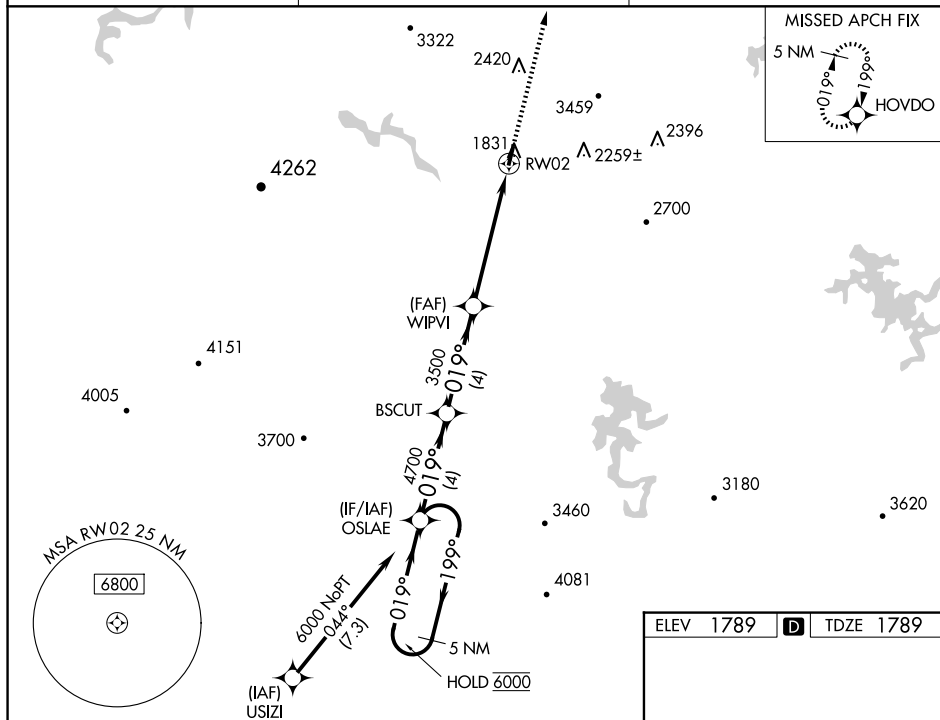 MISSED APCH FIX
5 NM
019°
199°
HOVDO
3322
2420
3459
1831
2259±
2396
RW02
4262
2700
(FAF)
WIPVI
3500
019°
(4)
4151
4005
BSCUT
3700
4700
019°
(4)
(IF/IAF)
OSLAE
3460
3180
3620
MSA RW02 25 NM
6800
6000 NoPT
044°
(7.3)
019°
199°
4081
5 NM
HOLD 6000
(IAF)
USIZI
ELEV 1789 D TDZE 1789